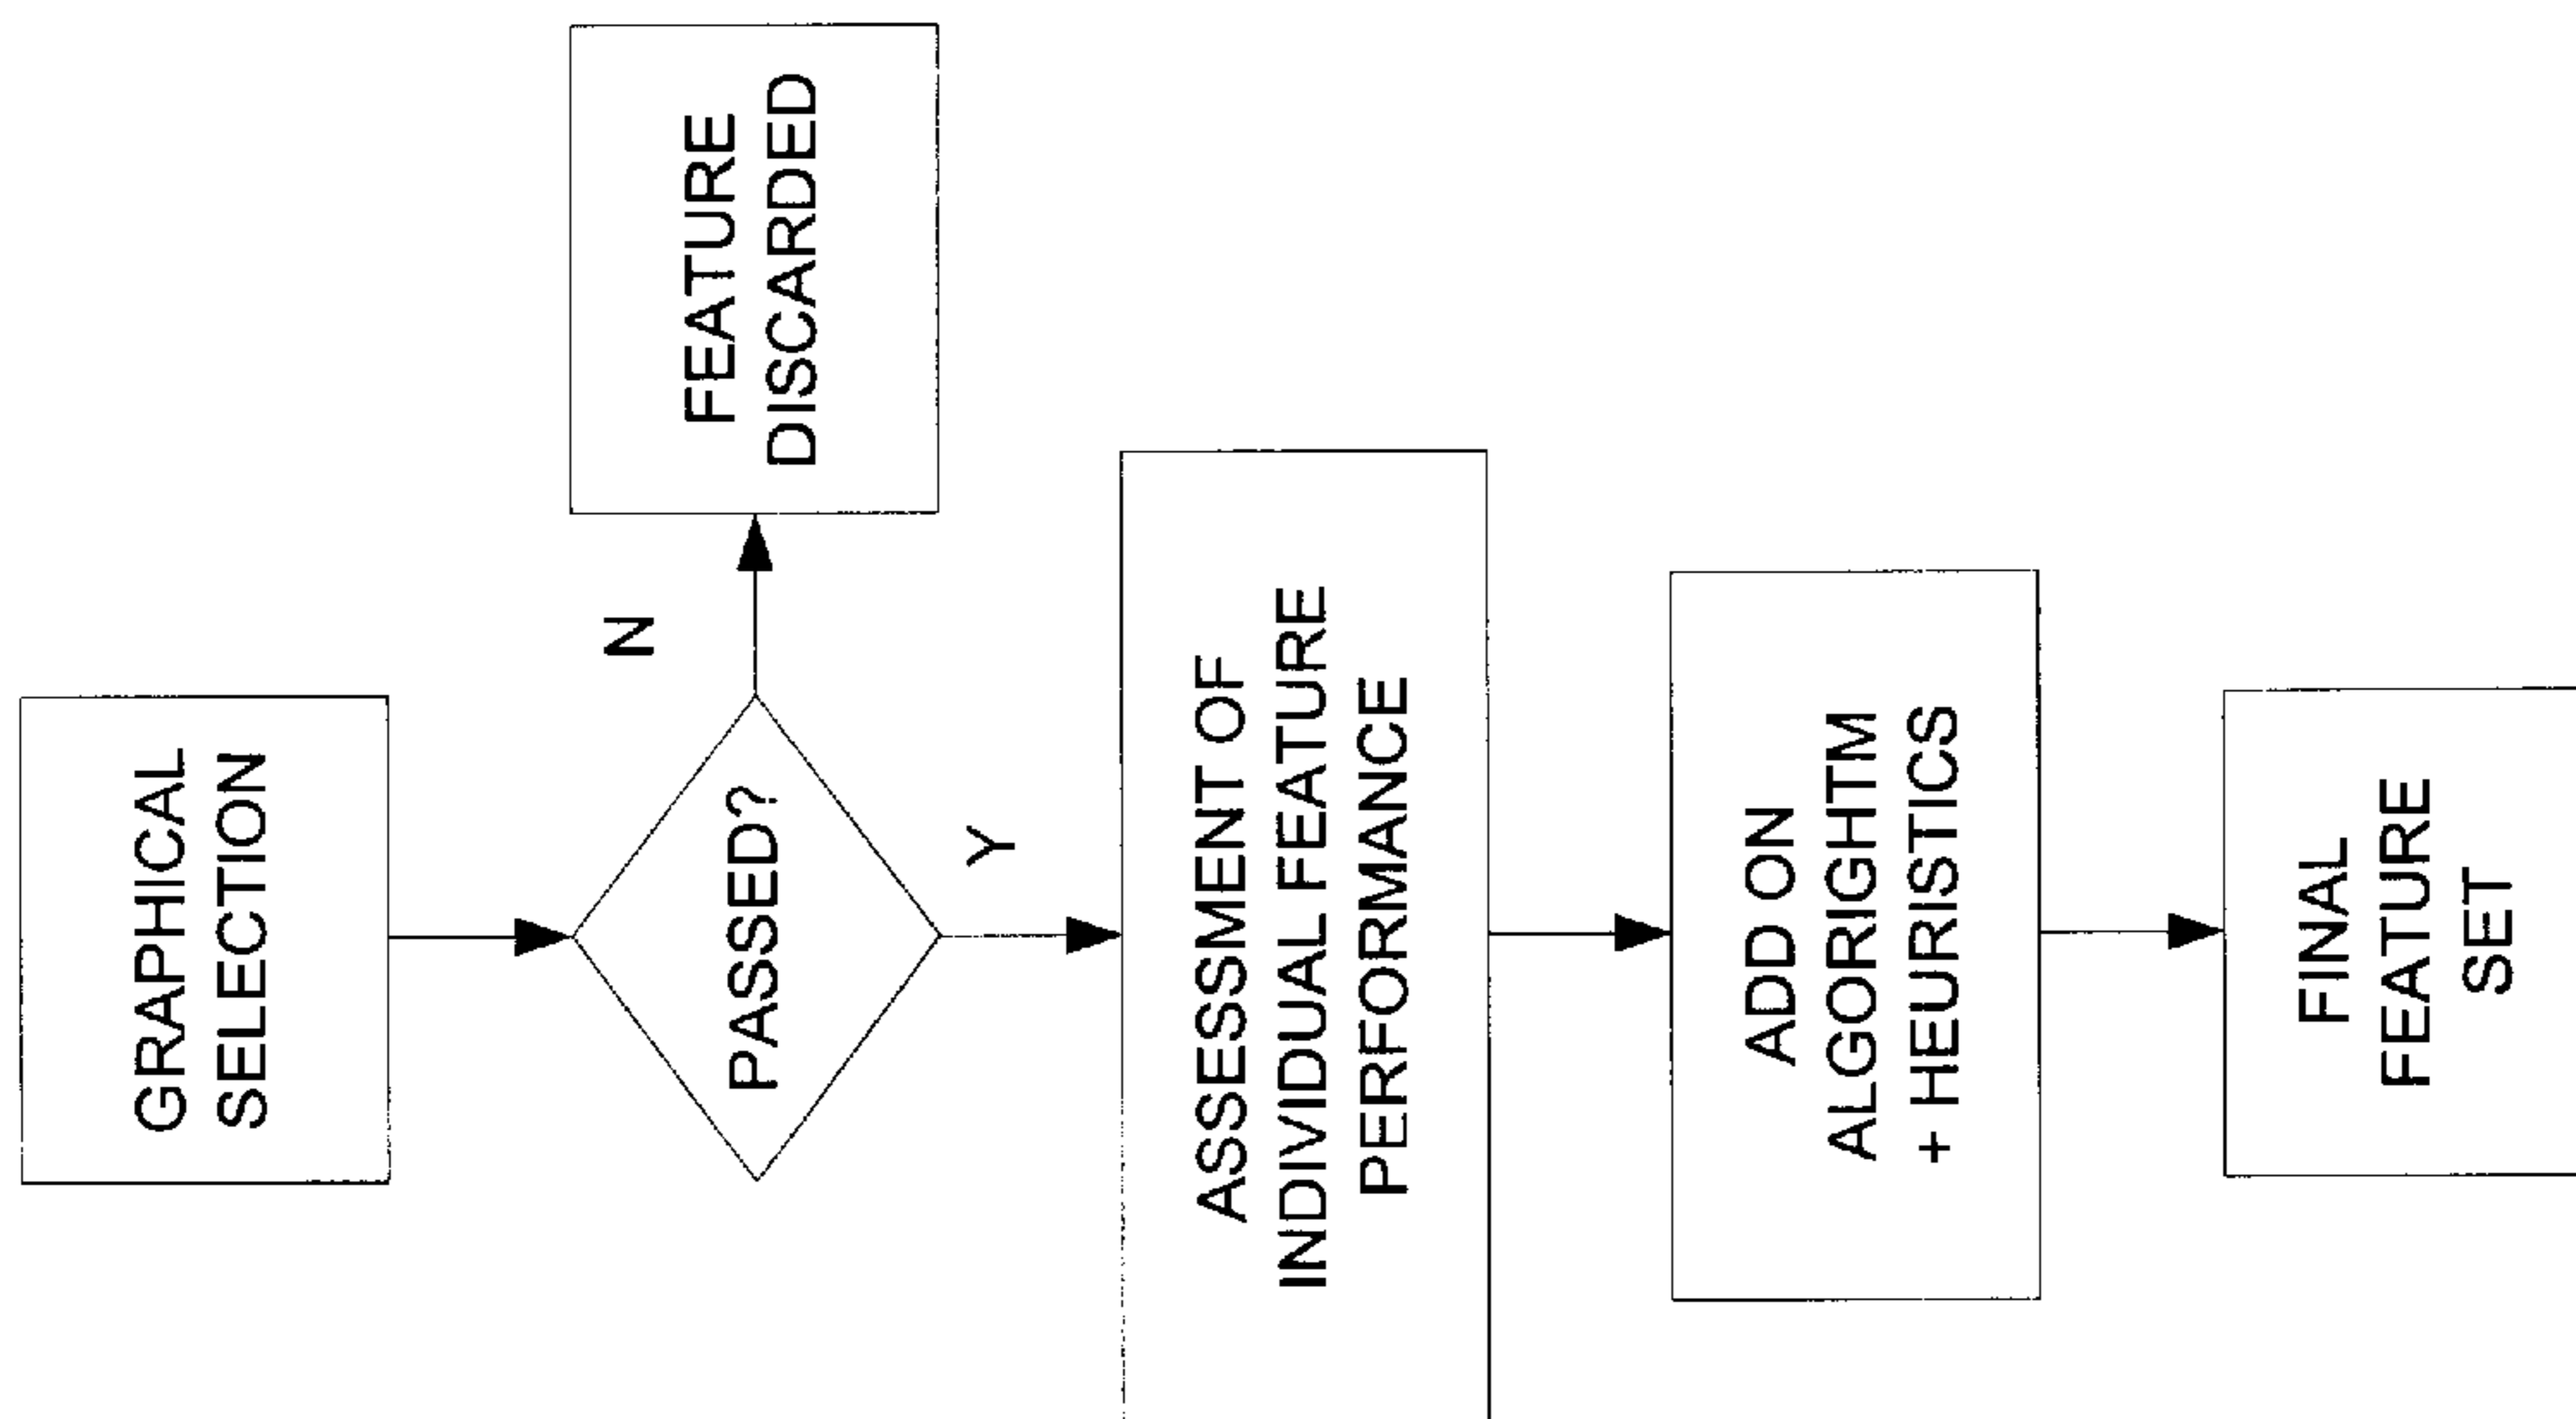 GRAPHICAL
SELECTION
PASSED?
N
FEATURE
DISCARDED
Y
ASSESSMENT OF
INDIVIDUAL FEATURE
PERFORMANCE
ADD ON
ALGORIGHTM
+ HEURISTICS
FINAL
FEATURE
SET